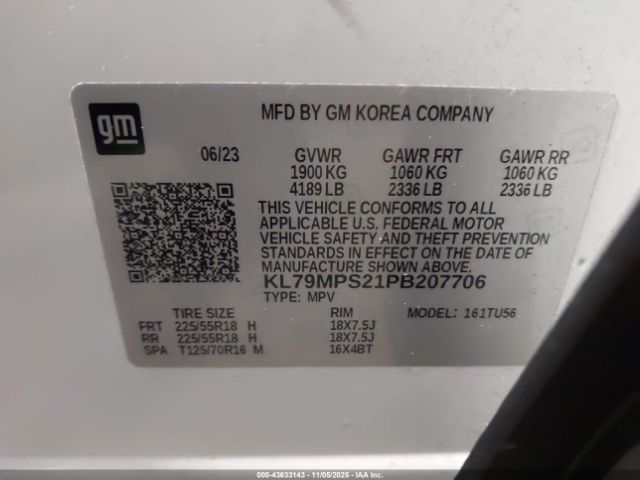 gm
MFD BY GM KOREA COMPANY
06/23 GVWR GAWR FRT GAWR RR
1900 KG 1060 KG 1060 KG
4189 LB 2336 LB 2336 LB
THIS VEHICLE CONFORMS TO ALL
APPLICABLE U.S. FEDERAL MOTOR
VEHICLE SAFETY AND THEFT PREVENTION
STANDARDS IN EFFECT ON THE DATE
OF MANUFACTURE SHOWN ABOVE.
KL79MPS21PB207706
TYPE: MPV MODEL: 161TU56
TIRE SIZE RIM
FRT 225/55R18 H 18X7.5J
RR 225/55R18 H 18X7.5J
SPA T125/70R16 M 16X4BT
000-43633143 - 11/05/2025 - IAA Inc.